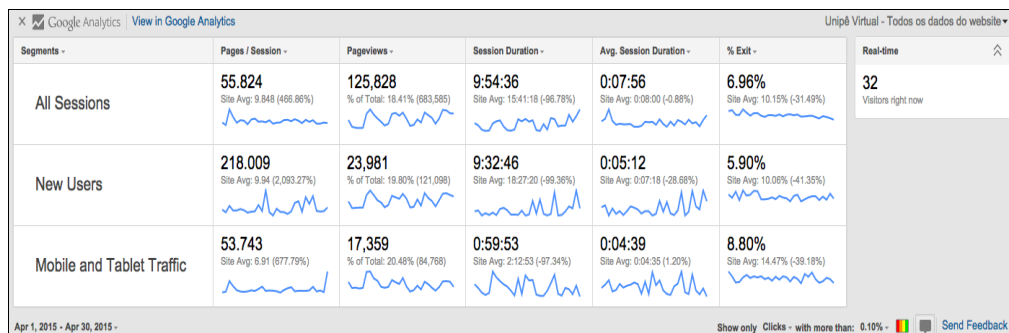 Google Analytics View in Google Analytics Unipê Virtual - Todos os dados do website
Segments Pages / Session Pageviews Session Duration Avg. Session Duration % Exit Real-time
All Sessions
55.824 125,828 9:54:36 0:07:56 6.96% 32
Site Avg: 9.848 (466.86%) % of Total: 18.41% (683,585) Site Avg: 15:41:18 (-96.78%) Site Avg: 0:08:00 (-0.88%) Site Avg: 10.15% (-31.49%) Visitors right now
New Users
218.009 23,981 9:32:46 0:05:12 5.90%
Site Avg: 9.94 (2,093.27%) % of Total: 19.80% (121,098) Site Avg: 18:27:20 (-99.36%) Site Avg: 0:07:18 (-28.68%) Site Avg: 10.06% (-41.35%)
Mobile and Tablet Traffic
53.743 17,359 0:59:53 0:04:39 8.80%
Site Avg: 6.91 (677.79%) % of Total: 20.48% (84,768) Site Avg: 2:12:53 (-97.34%) Site Avg: 0:04:35 (1.20%) Site Avg: 14.47% (-39.18%)
Apr 1, 2015 - Apr 30, 2015 Show only Clicks with more than: 0.10% Send Feedback